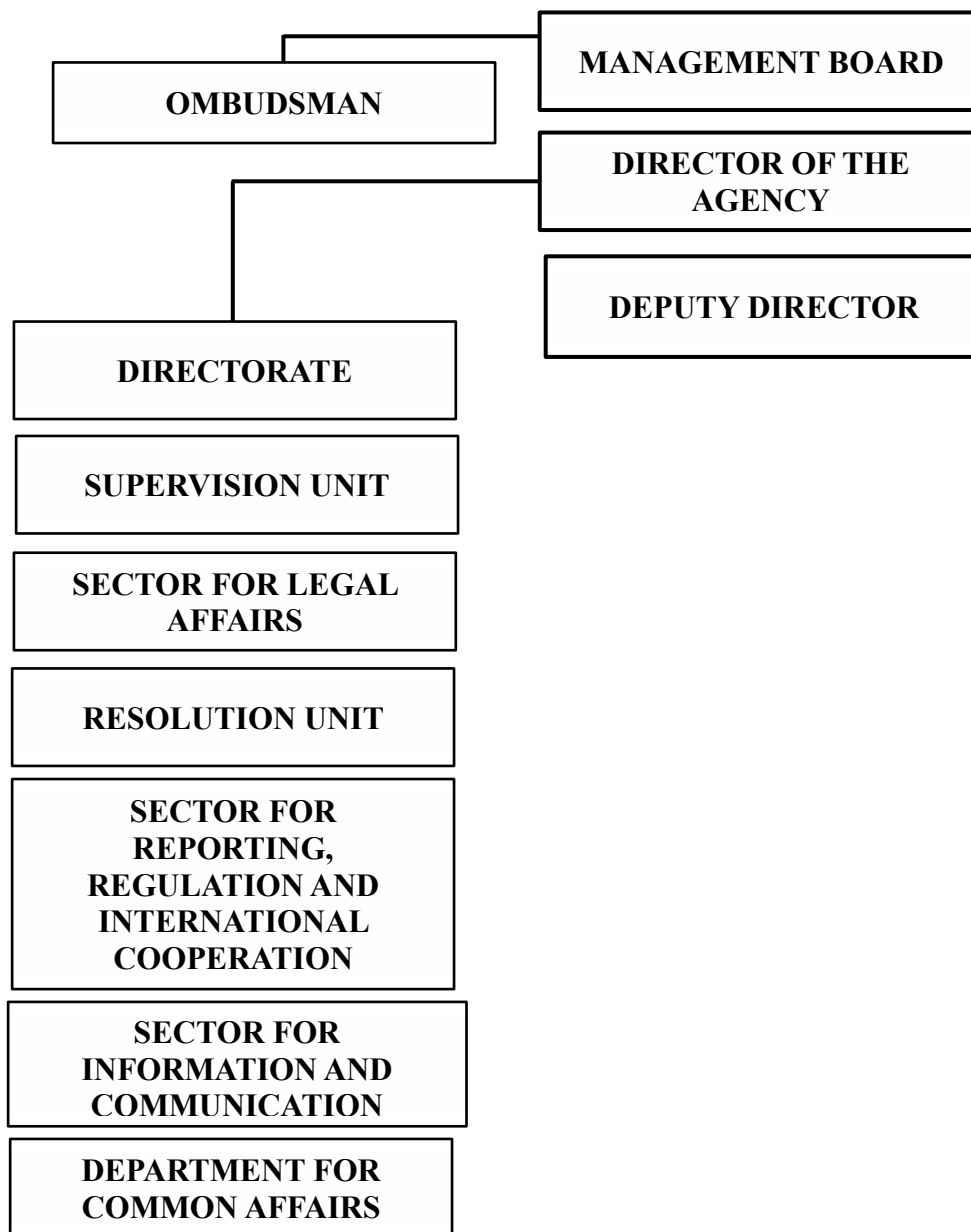 MANAGEMENT BOARD
OMBUDSMAN
DIRECTOR OF THE
AGENCY
DEPUTY DIRECTOR
DIRECTORATE
SUPERVISION UNIT
SECTOR FOR LEGAL
AFFAIRS
RESOLUTION UNIT
SECTOR FOR
REPORTING,
REGULATION AND
INTERNATIONAL
COOPERATION
SECTOR FOR
INFORMATION AND
COMMUNICATION
DEPARTMENT FOR
COMMON AFFAIRS